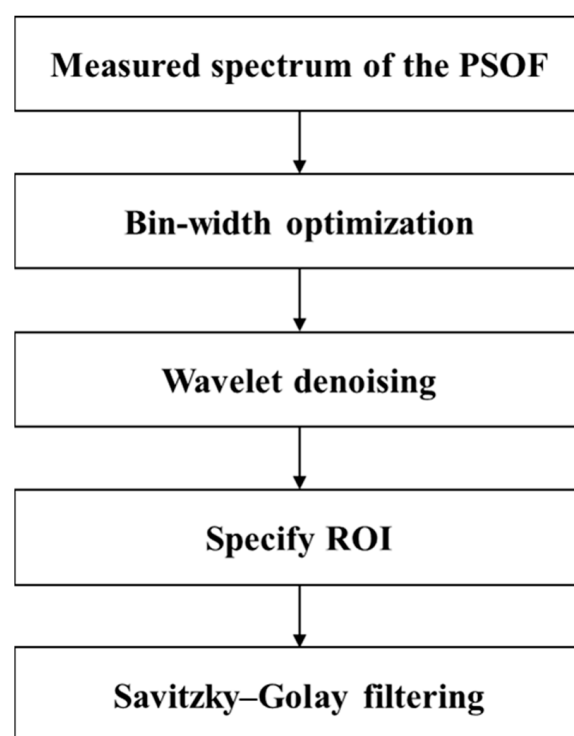 Measured spectrum of the PSOF
Bin-width optimization
Wavelet denoising
Specify ROI
Savitzky–Golay filtering